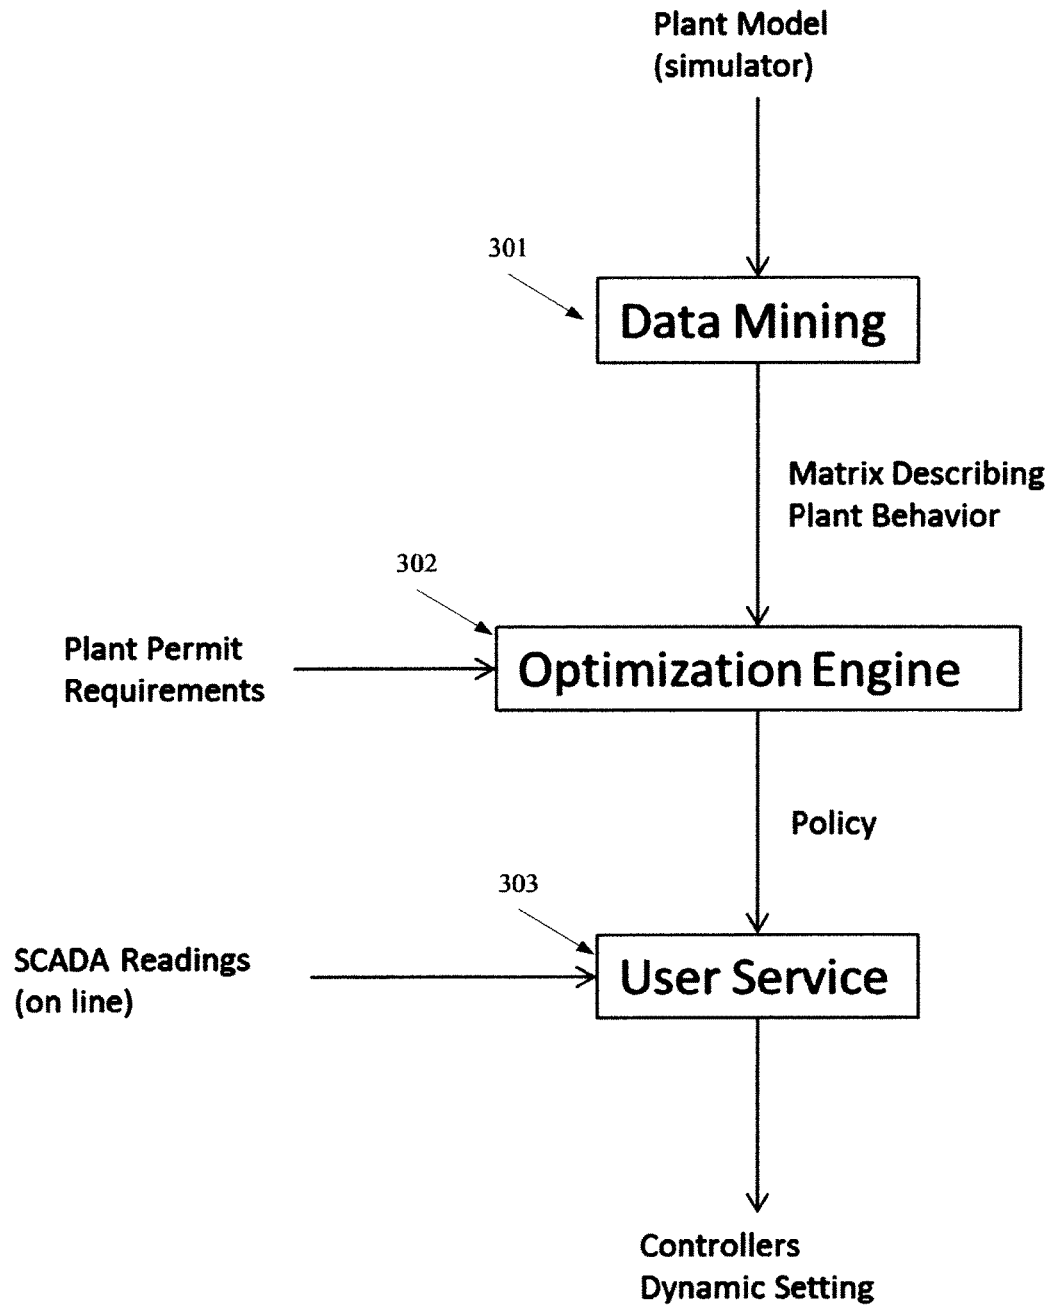 Plant Model
(simulator)
301
Data Mining
Matrix Describing
Plant Behavior
302
Plant Permit
Requirements
Optimization Engine
Policy
303
SCADA Readings
(on line)
User Service
Controllers
Dynamic Setting